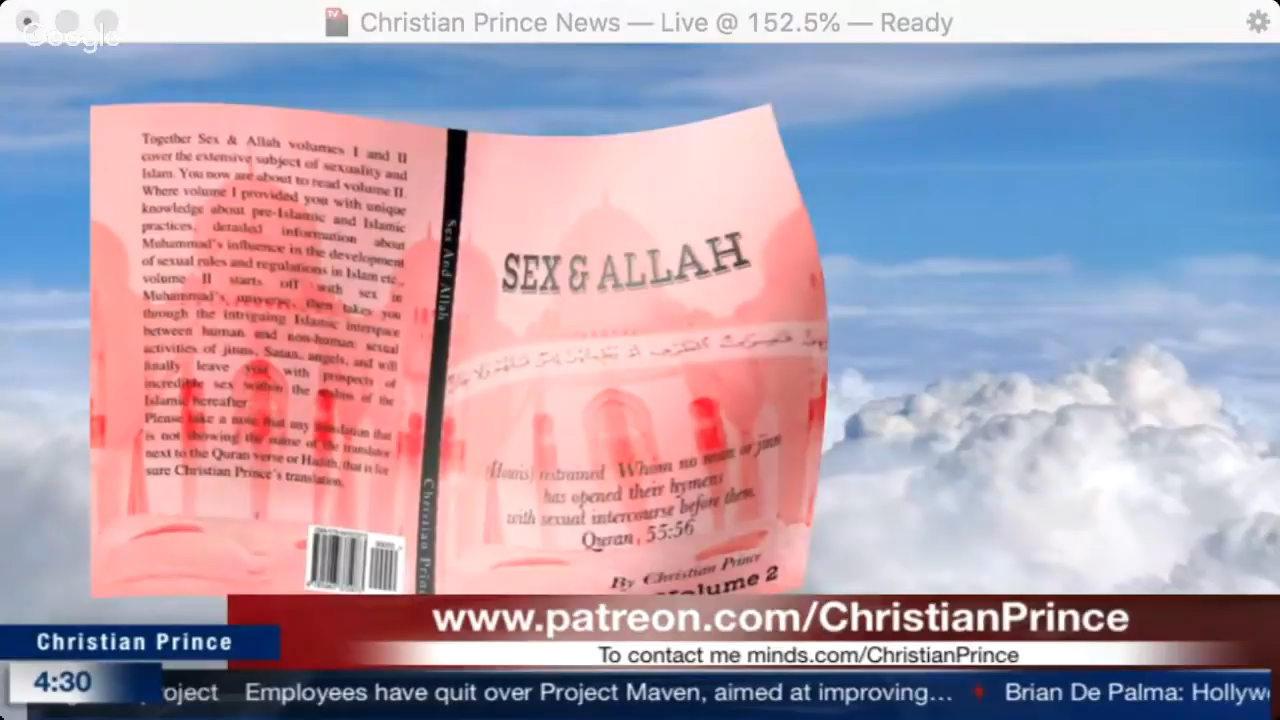 Christian Prince News — Live @ 152.5% — Ready
Google
Together Sex & Allah volumes I and II
cover the extensive subject of sexuality and
Islam. You now are about to read volume II.
Where volume I provided you with unique
knowledge about pre-Islamic and Islamic
practices, detailed information about
Muhammad's influence in the development
of sexual rules and regulations in Islam etc.,
volume II starts off with sex in
Muhammad's universe, then takes you
through the intriguing Islamic interspace
between human and non-human sexual
activities of jinns, Satan, angels, and will
finally leave you with prospects of
incredible sex within the realms of the
Islamic hereafter
Please take a note that any translation that
is not showing the name of the translator
next to the Quran verse or Hadith, that is for
sure Christian Prince's translation.
Sex And Allah
Christian Prin
SEX & ALLAH
(Houris) restrained Whom no man or jinn
has opened their hymens
with sexual intercourse before them.
Quran, 55:56
By Christian Prince
Volume 2
www.patreon.com/ChristianPrince
To contact me minds.com/ChristianPrince
Christian Prince
4:30
oject Employees have quit over Project Maven, aimed at improving... Brian De Palma: Hollyw